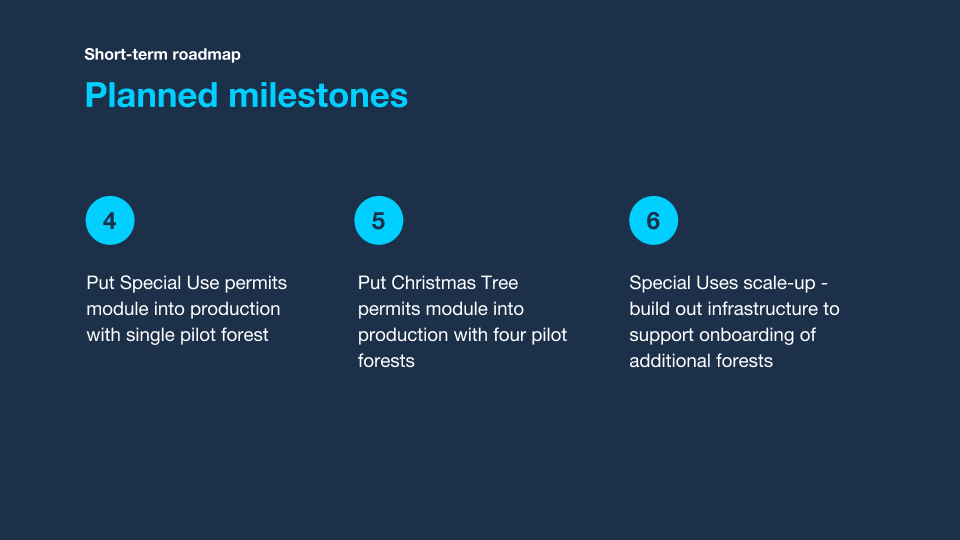 Short-term roadmap
Planned milestones
4
Put Special Use permits
module into production
with single pilot forest
5
Put Christmas Tree
permits module into
production with four pilot
forests
6
Special Uses scale-up -
build out infrastructure to
support onboarding of
additional forests